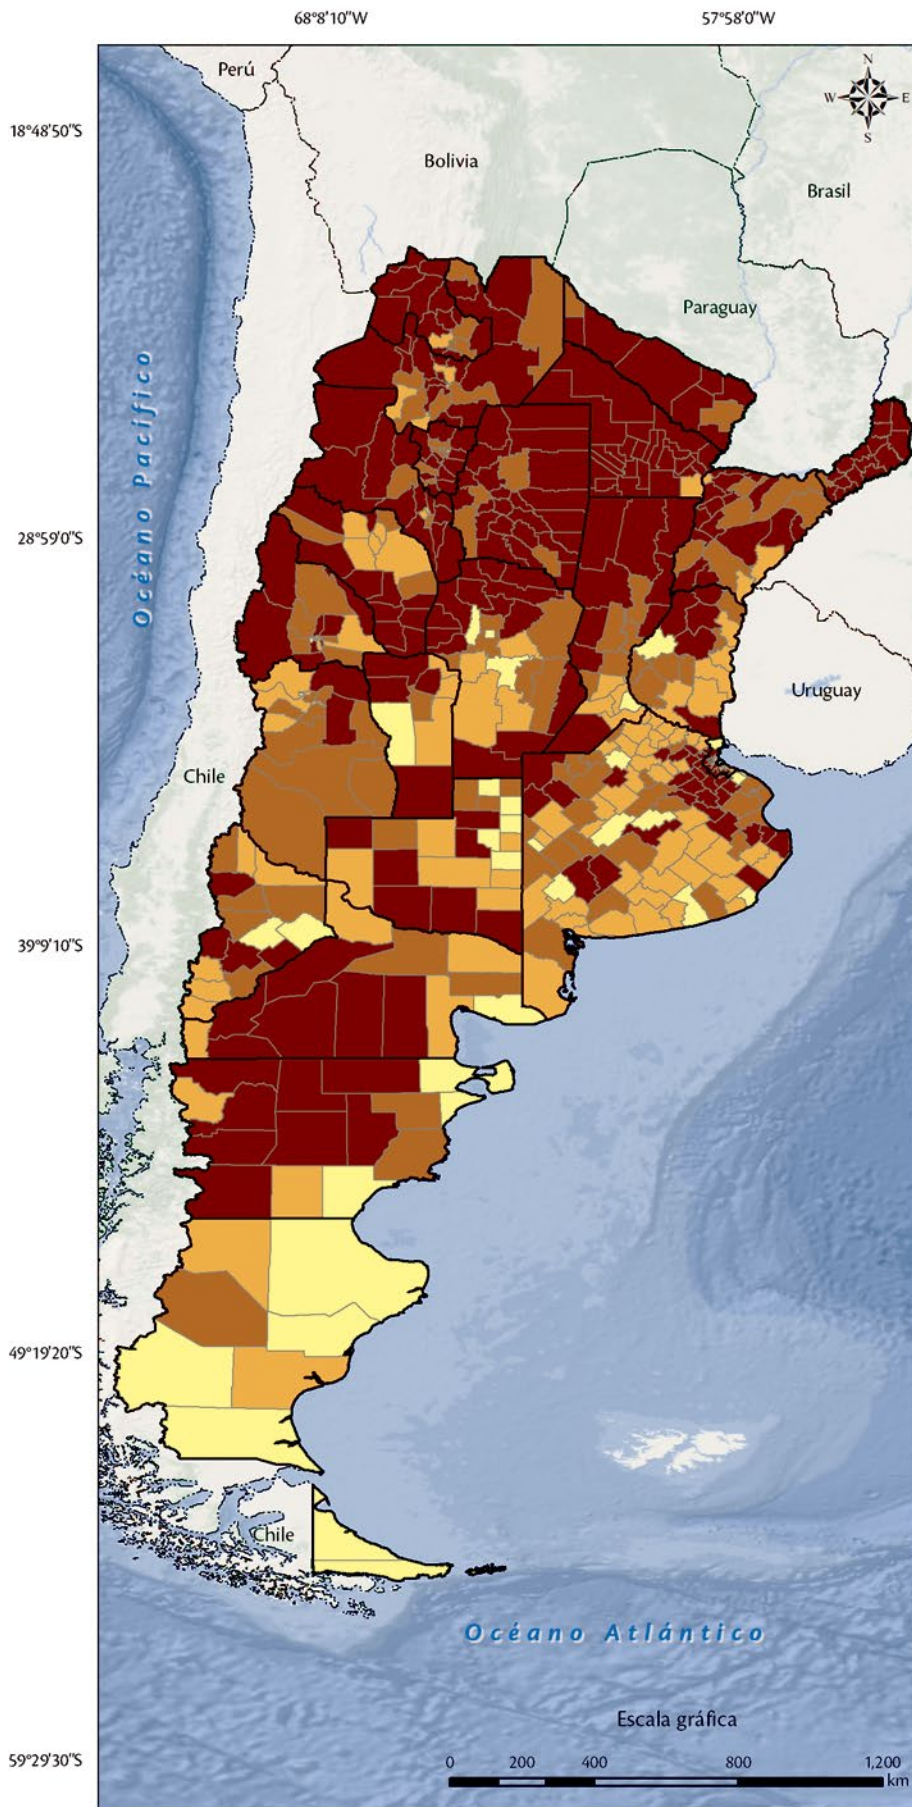 68°8'10"W 57°58'0"W
Perú
N
W E
S
18°48'50"S
Bolivia
Brasil
Paraguay
Océano Pacífico
28°59'0"S
Uruguay
Chile
39°9'10"S
49°19'20"S
Chile
Océano Atlántico
Escala gráfica
59°29'30"S
0 200 400 800 1,200
km